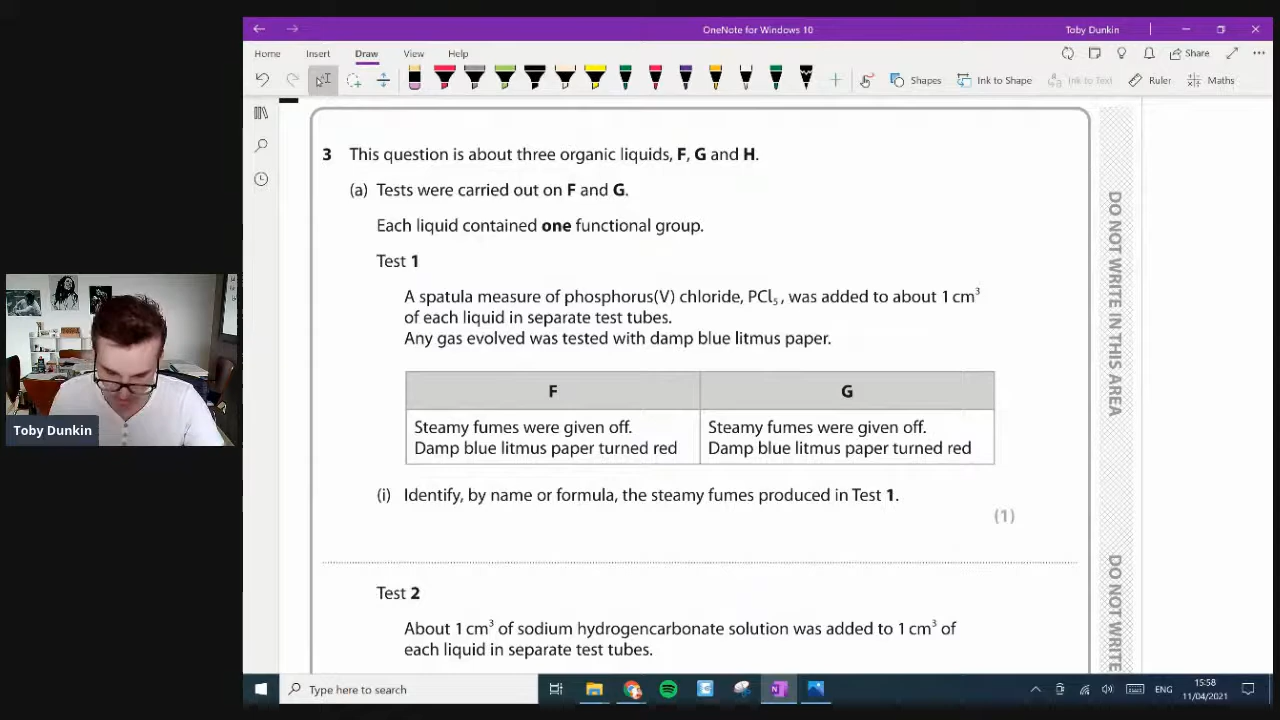 OneNote for Windows 10
Toby Dunkin
Home Insert Draw View Help
Share
Shapes Ink to Shape Ink to Text Ruler Maths
3 This question is about three organic liquids, F, G and H.
(a) Tests were carried out on F and G.
Each liquid contained one functional group.
Test 1
A spatula measure of phosphorus(V) chloride, PCl₅, was added to about 1 cm³
of each liquid in separate test tubes.
Any gas evolved was tested with damp blue litmus paper.
F G
Steamy fumes were given off. Steamy fumes were given off.
Damp blue litmus paper turned red Damp blue litmus paper turned red
(i) Identify, by name or formula, the steamy fumes produced in Test 1.
(1)
Test 2
About 1 cm³ of sodium hydrogencarbonate solution was added to 1 cm³ of
each liquid in separate test tubes.
DO NOT WRITE IN THIS AREA
DO NOT WRITE
Toby Dunkin
Type here to search
ENG
15:58
11/04/2021